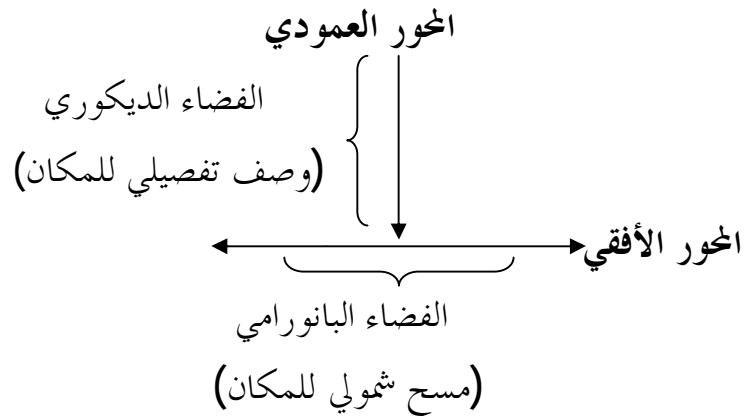 المحور العمودي
الفضاء الديكوري
(وصف تفصيلي للمكان)
المحور الأفقي
الفضاء البانورامي
(مسح شمولي للمكان)